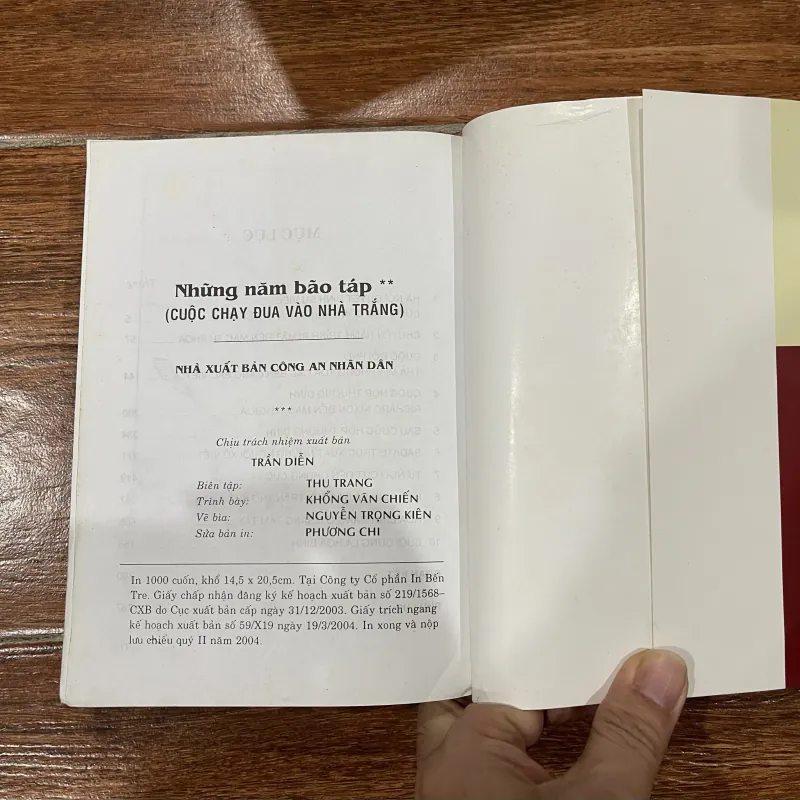 Những năm bão táp **
(CUỘC CHẠY ĐUA VÀO NHÀ TRẮNG)
NHÀ XUẤT BẢN CÔNG AN NHÂN DÂN
***
Chịu trách nhiệm xuất bản
TRẦN DIỄN
Biên tập: THU TRANG
Trình bày: KHỔNG VĂN CHIẾN
Vẽ bìa: NGUYỄN TRỌNG KIÊN
Sửa bản in: PHƯƠNG CHI
In 1000 cuốn, khổ 14,5 x 20,5cm. Tại Công ty Cổ phần In Bến
Tre. Giấy chấp nhận đăng ký kế hoạch xuất bản số 219/1568–
CXB do Cục xuất bản cấp ngày 31/12/2003. Giấy trích ngang
kế hoạch xuất bản số 59/X19 ngày 19/3/2004. In xong và nộp
lưu chiểu quý II năm 2004.
MỤC LỤC